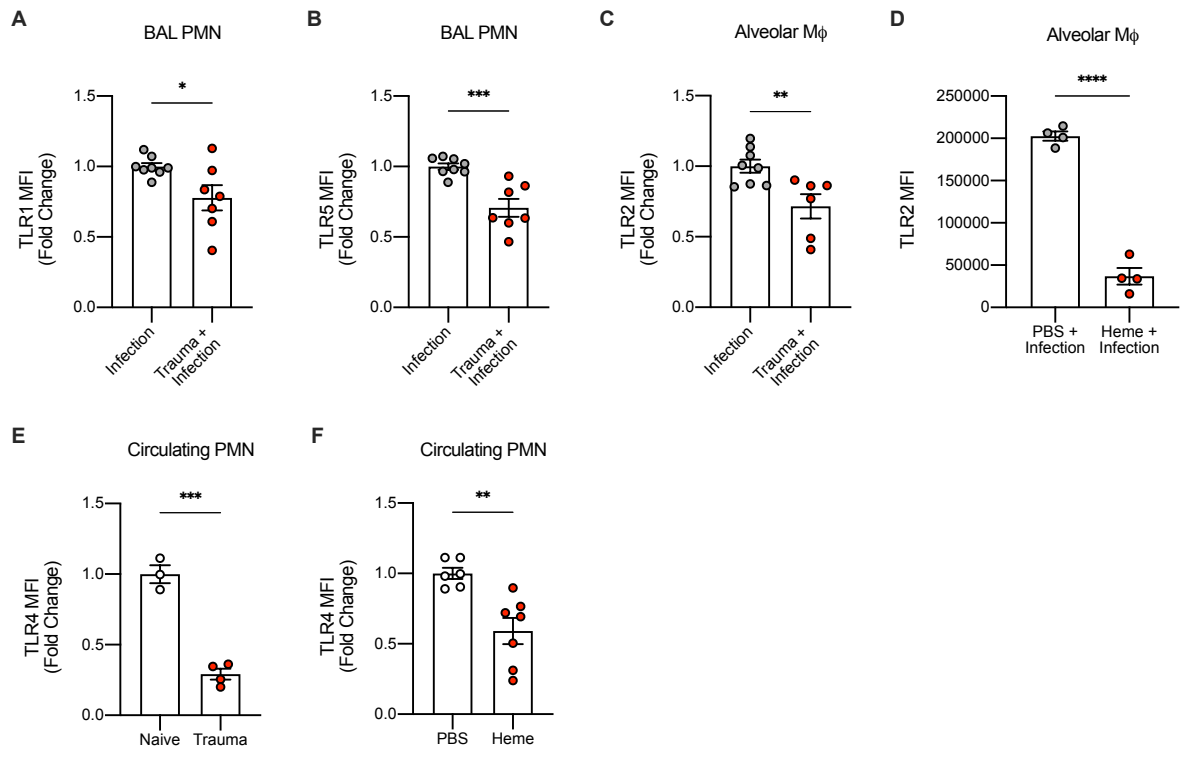 A
BAL PMN
*
TLR1 MFI
(Fold Change)
1.5
1.0
0.5
0.0
Infection
Trauma +
Infection
B
BAL PMN
***
TLR5 MFI
(Fold Change)
1.5
1.0
0.5
0.0
Infection
Trauma +
Infection
C
Alveolar Mϕ
**
TLR2 MFI
(Fold Change)
1.5
1.0
0.5
0.0
Infection
Trauma +
Infection
D
Alveolar Mϕ
****
TLR2 MFI
250000
200000
150000
100000
50000
0
PBS +
Infection
Heme +
Infection
E
Circulating PMN
***
TLR4 MFI
(Fold Change)
1.5
1.0
0.5
0.0
Naive
Trauma
F
Circulating PMN
**
TLR4 MFI
(Fold Change)
1.5
1.0
0.5
0.0
PBS
Heme